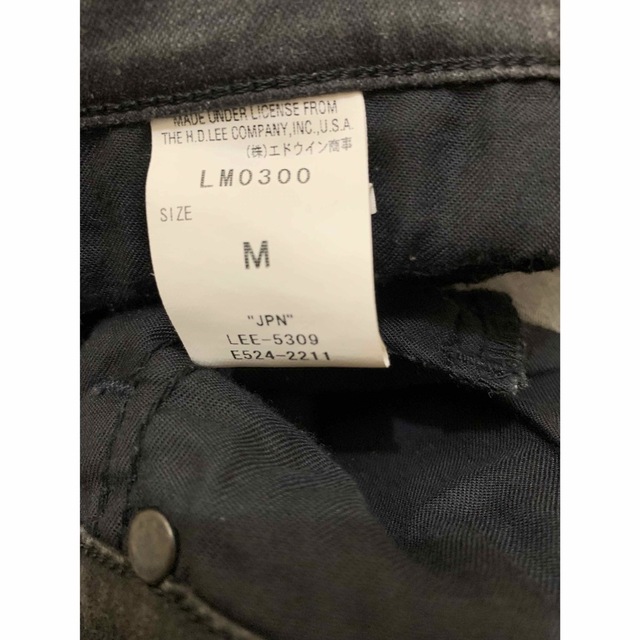 MADE UNDER LICENSE FROM
THE H.D.LEE COMPANY,INC.,U.S.A.
(株)エドウイン商事
LM0300
SIZE
M
"JPN"
LEE-5309
E524-2211